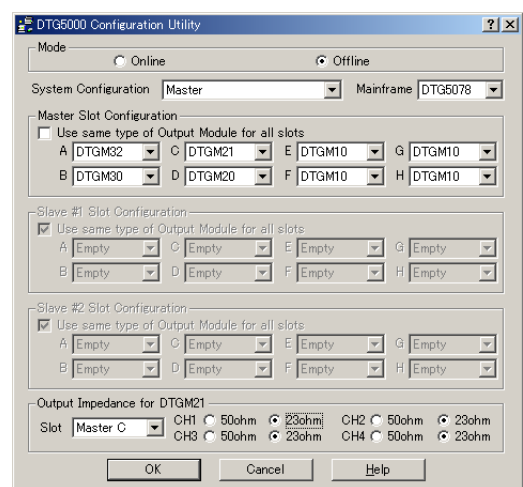 DTG5000 Configuration Utility
Mode
Online Offline
System Configuration Master Mainframe DTG5078
Master Slot Configuration
Use same type of Output Module for all slots
A DTGM32 C DTGM21 E DTGM10 G DTGM10
B DTGM30 D DTGM20 F DTGM10 H DTGM10
Slave #1 Slot Configuration
Use same type of Output Module for all slots
A Empty C Empty E Empty G Empty
B Empty D Empty F Empty H Empty
Slave #2 Slot Configuration
Use same type of Output Module for all slots
A Empty C Empty E Empty G Empty
B Empty D Empty F Empty H Empty
Output Impedance for DTGM21
Slot Master C CH1 50ohm 23ohm CH2 50ohm 23ohm
CH3 50ohm 23ohm CH4 50ohm 23ohm
OK Cancel Help